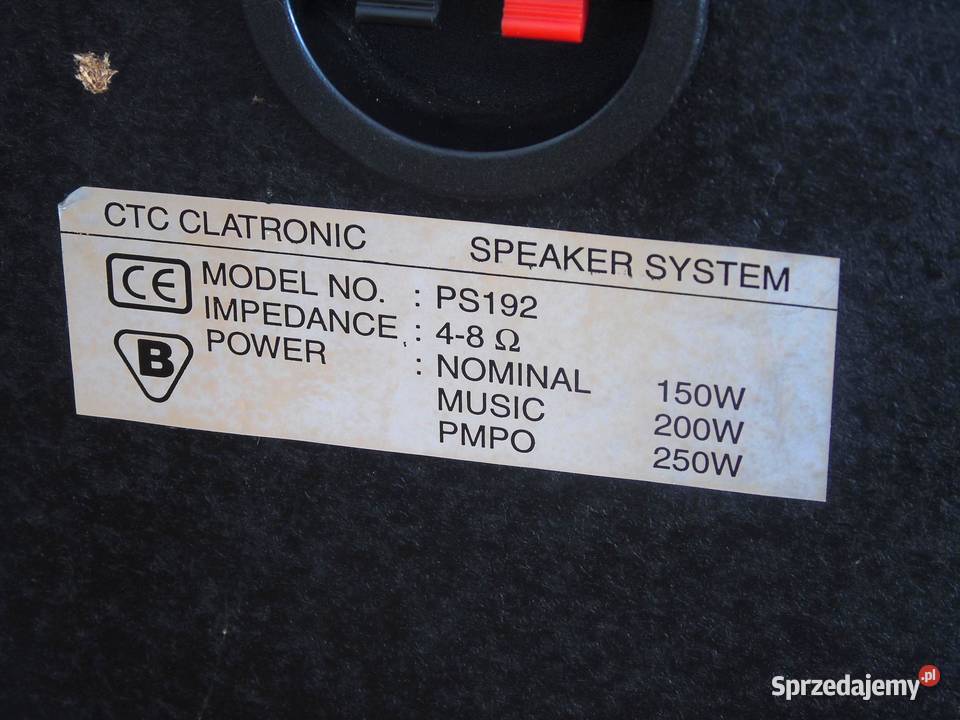 CTC CLATRONIC SPEAKER SYSTEM
CE MODEL NO. : PS192
IMPEDANCE : 4-8 Ω
B POWER : NOMINAL 150W
MUSIC 200W
PMPO 250W
Sprzedajemy.pl